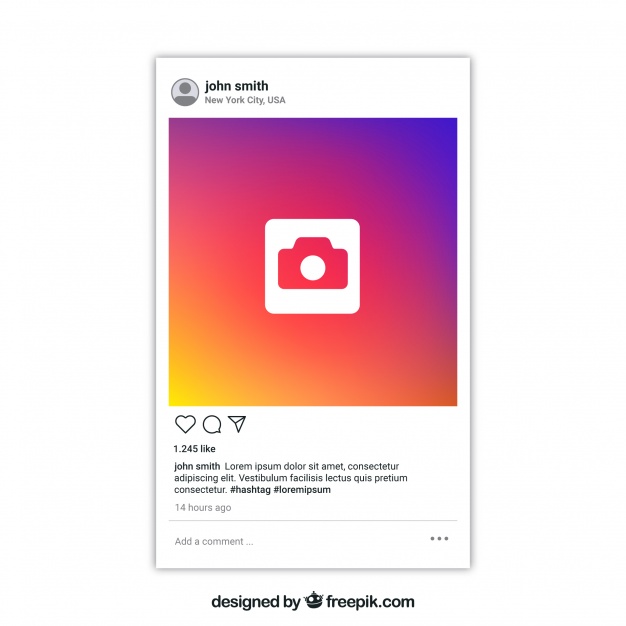 john smith
New York City, USA
1.245 like
john smith Lorem ipsum dolor sit amet, consectetur
adipiscing elit. Vestibulum facilisis lectus quis pretium
consectetur. #hashtag #loremipsum
14 hours ago
Add a comment ...
designed by freepik.com